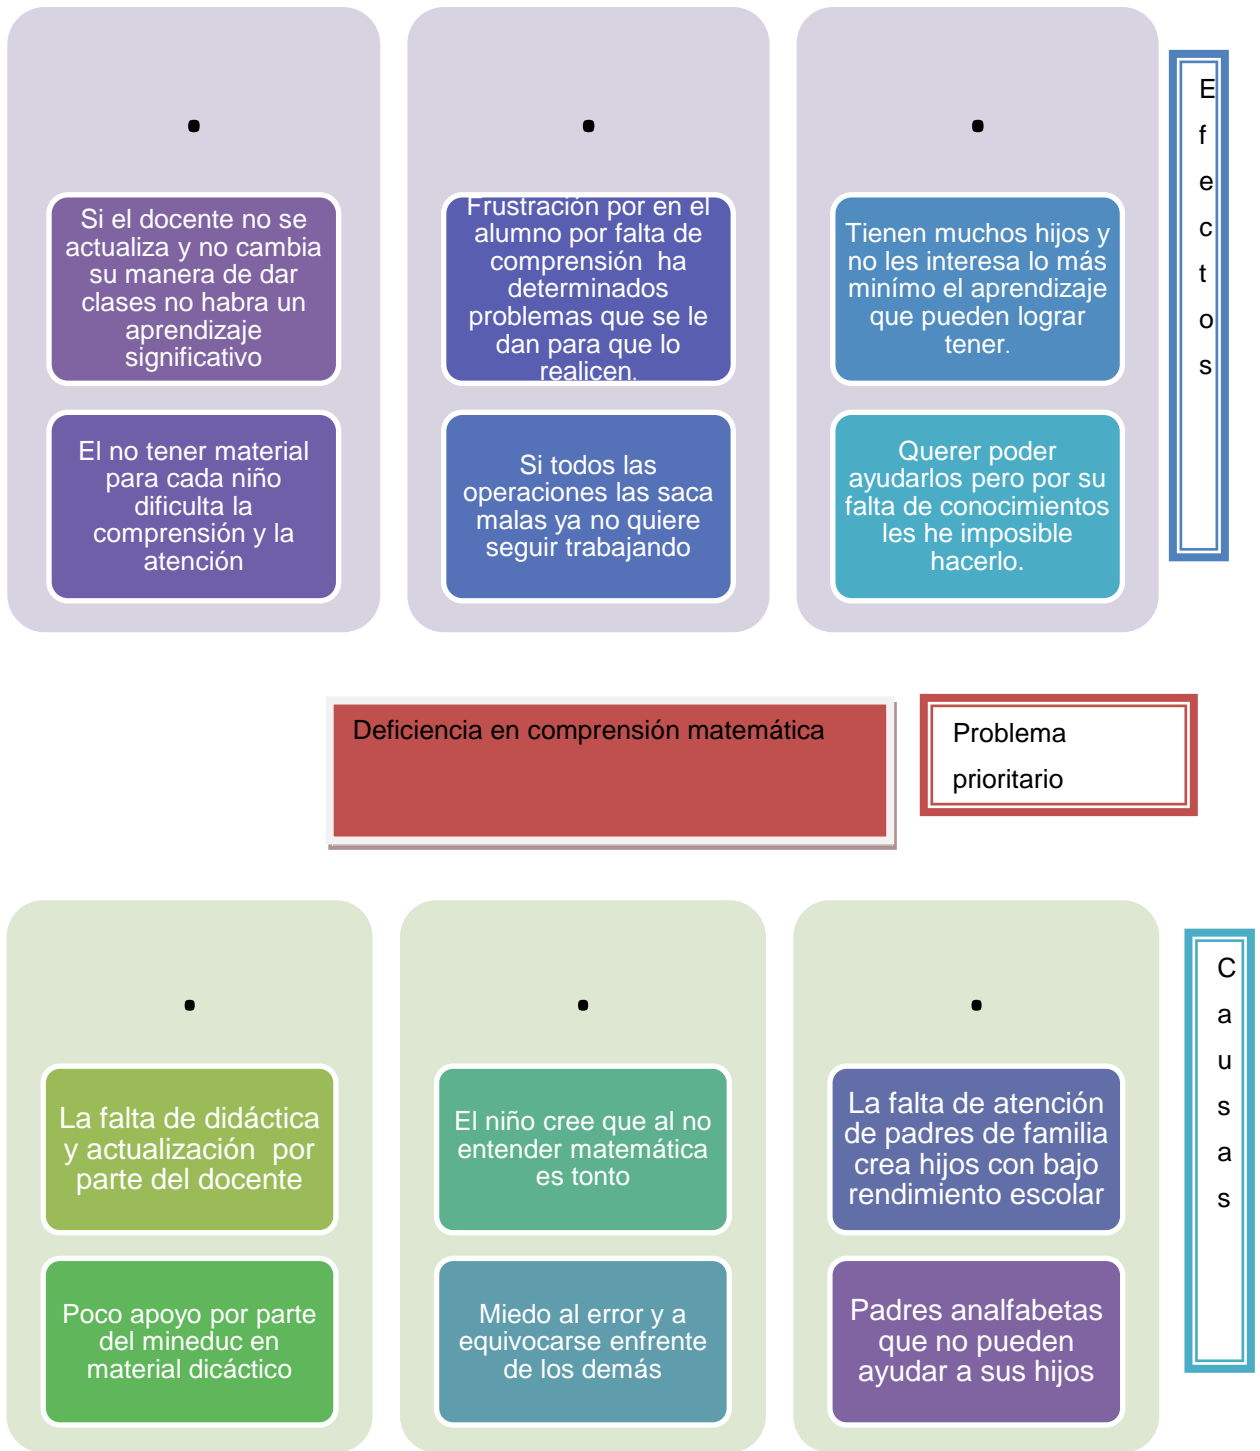 Si el docente no se
actualiza y no cambia
su manera de dar
clases no habra un
aprendizaje
significativo
El no tener material
para cada niño
dificulta la
comprensión y la
atención
Frustración por en el
alumno por falta de
comprensión ha
determinados
problemas que se le
dan para que lo
realicen.
Si todos las
operaciones las saca
malas ya no quiere
seguir trabajando
Tienen muchos hijos y
no les interesa lo más
minímo el aprendizaje
que pueden lograr
tener.
Querer poder
ayudarlos pero por su
falta de conocimientos
les he imposible
hacerlo.
E
f
e
c
t
o
s
Deficiencia en comprensión matemática
Problema
prioritario
La falta de didáctica
y actualización por
parte del docente
Poco apoyo por parte
del mineduc en
material dicáctico
El niño cree que al no
entender matemática
es tonto
Miedo al error y a
equivocarse enfrente
de los demás
La falta de atención
de padres de familia
crea hijos con bajo
rendimiento escolar
Padres analfabetas
que no pueden
ayudar a sus hijos
C
a
u
s
a
s